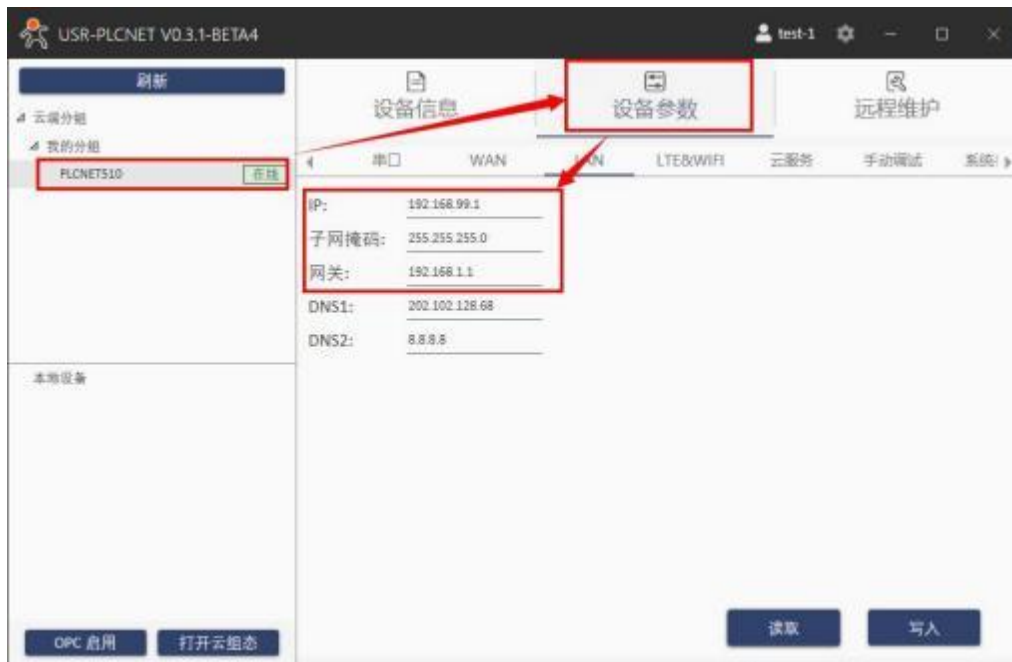 USR-PLCNET V0.3.1-BETA4
test-1
刷新
云端分组
我的分组
PLCNET510 在线
本地设备
OPC 启用 打开云组态
设备信息 设备参数 远程维护
串口 WAN LAN LTE&WIFI 云服务 手动调试 系统
IP: 192.168.99.1
子网掩码: 255.255.255.0
网关: 192.168.1.1
DNS1: 202.102.128.68
DNS2: 8.8.8.8
读取 写入